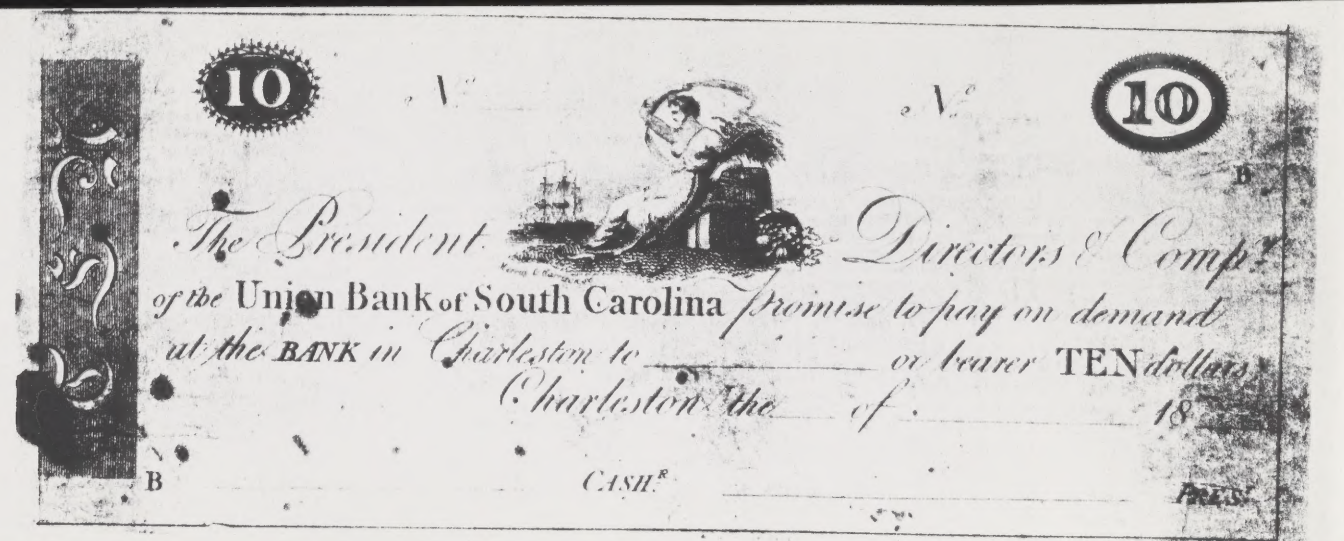 10 Nº Nº 10
B
The President Directors & Compy.
of the Union Bank of South Carolina promise to pay on demand
at the BANK in Charleston to or bearer TEN dollars
Charleston the of 18
B CASHR. PREST.